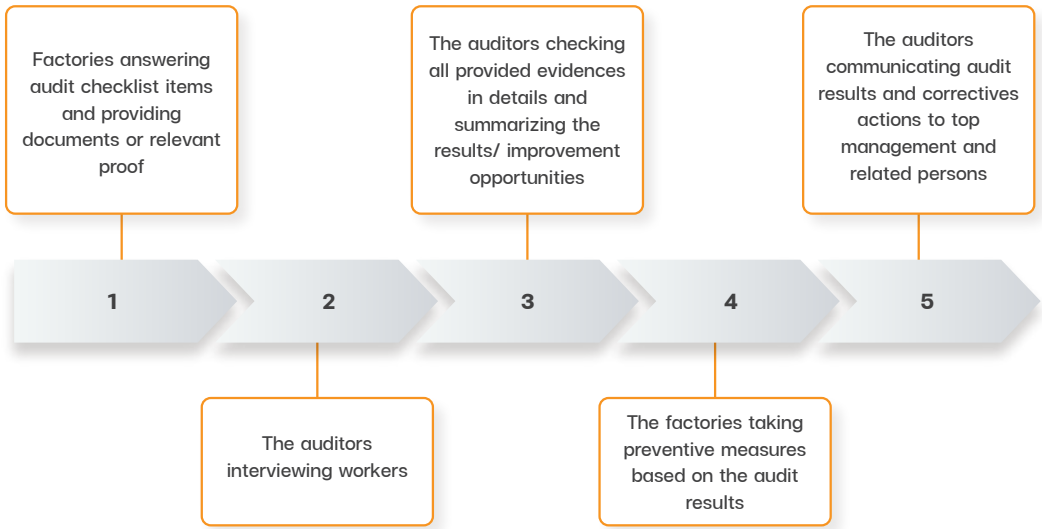 Factories answering
audit checklist items
and providing
documents or relevant
proof
The auditors checking
all provided evidences
in details and
summarizing the
results/ improvement
opportunities
The auditors
communicating audit
results and correctives
actions to top
management and
related persons
1
2
3
4
5
The auditors
interviewing workers
The factories taking
preventive measures
based on the audit
results